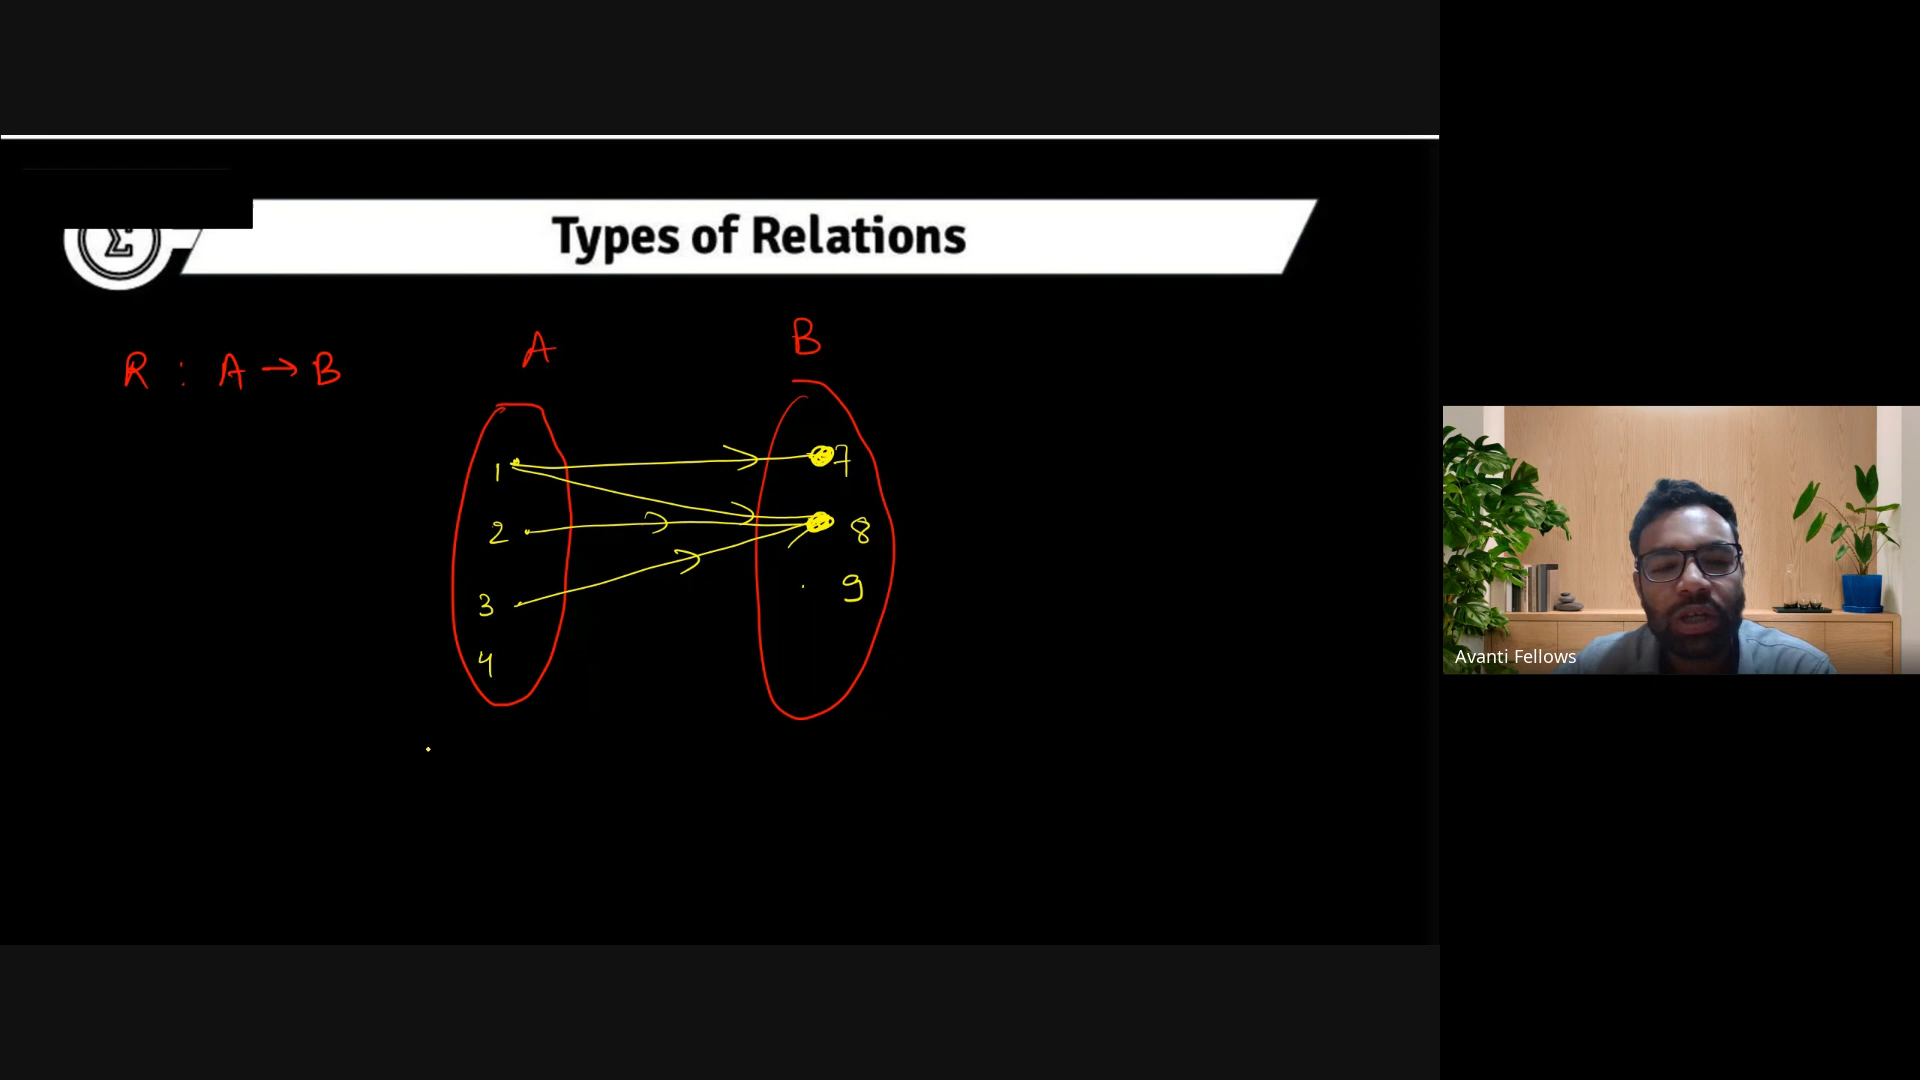 Σ
Types of Relations
R : A → B
A
B
1
2
3
4
7
8
9
Avanti Fellows